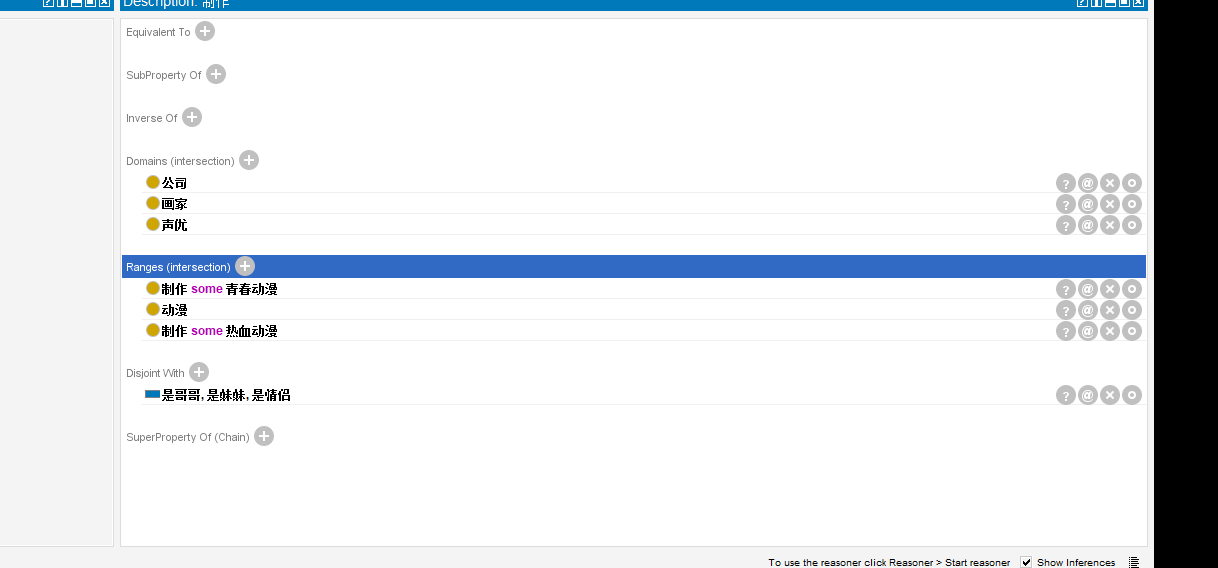 Description: 制作
Equivalent To
SubProperty Of
Inverse Of
Domains (intersection)
公司
画家
声优
Ranges (intersection)
制作 some 青春动漫
动漫
制作 some 热血动漫
Disjoint With
是哥哥, 是妹妹, 是情侣
SuperProperty Of (Chain)
To use the reasoner click Reasoner > Start reasoner Show Inferences